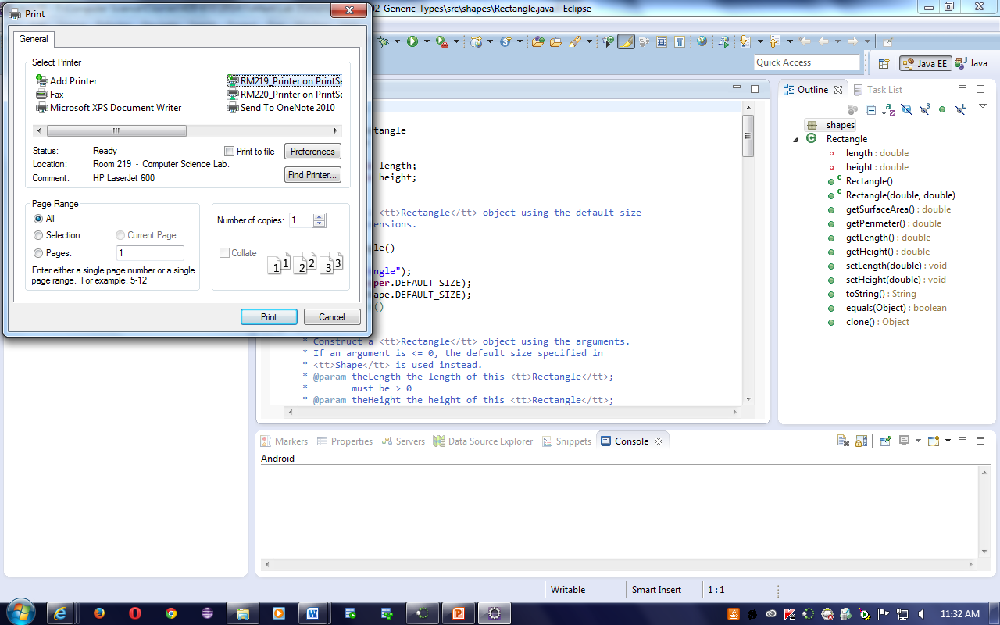 Print
02_Generic_Types\src\shapes\Rectangle.java - Eclipse
General
Quick Access
Java EE
Java
Select Printer
Add Printer
Fax
Microsoft XPS Document Writer
RM219_Printer on PrintSe
RM220_Printer on PrintSe
Send To OneNote 2010
Status: Ready
Print to file
Preferences
Location: Room 219 - Computer Science Lab.
Comment: HP LaserJet 600
Find Printer...
Page Range
All
Selection
Current Page
Pages: 1
Enter either a single page number or a single
page range. For example, 5-12
Number of copies: 1
Collate
1 1 2 2 3 3
Print
Cancel
tangle
length;
height;
<tt>Rectangle</tt> object using the default size
ensions.
le()
ngle");
per.DEFAULT_SIZE);
ape.DEFAULT_SIZE);
()
* Construct a <tt>Rectangle</tt> object using the arguments.
* If an argument is <= 0, the default size specified in
* <tt>Shape</tt> is used instead.
* @param theLength the length of this <tt>Rectangle</tt>;
* must be > 0
* @param theHeight the height of this <tt>Rectangle</tt>;
Outline
Task List
shapes
Rectangle
length : double
height : double
Rectangle()
Rectangle(double, double)
getSurfaceArea() : double
getPerimeter() : double
getLength() : double
getHeight() : double
setLength(double) : void
setHeight(double) : void
toString() : String
equals(Object) : boolean
clone() : Object
Markers
Properties
Servers
Data Source Explorer
Snippets
Console
Android
Writable
Smart Insert
1 : 1
11:32 AM